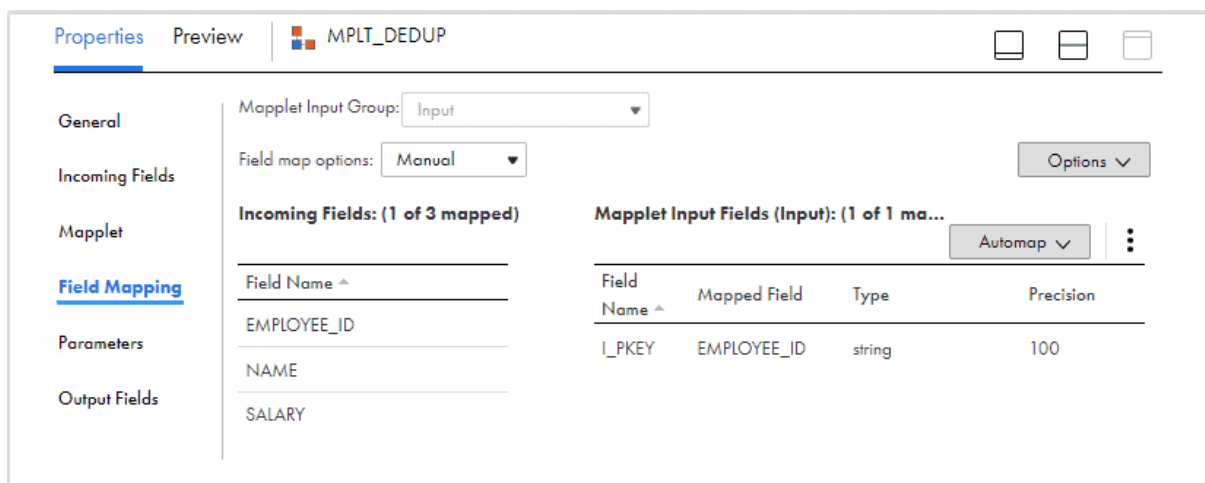 Properties Preview MPLT_DEDUP
General
Incoming Fields
Mapplet
Field Mapping
Parameters
Output Fields
Mapplet Input Group: Input
Field map options: Manual
Options
Incoming Fields: (1 of 3 mapped)
Field Name
EMPLOYEE_ID
NAME
SALARY
Mapplet Input Fields (Input): (1 of 1 ma...
Automap
Field Name Mapped Field Type Precision
I_PKEY EMPLOYEE_ID string 100